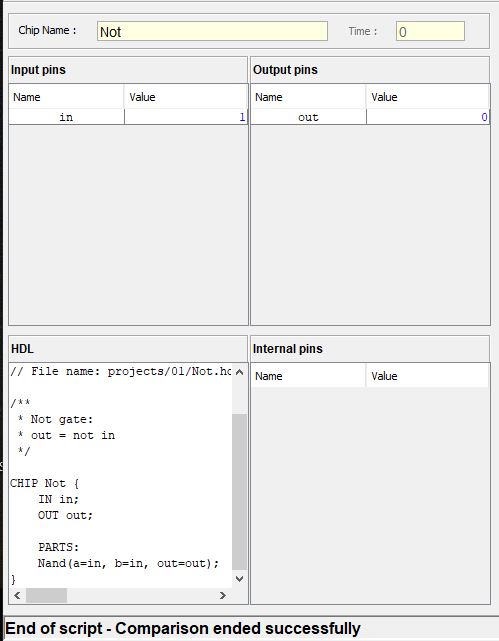 Chip Name : Not Time : 0
Input pins Output pins
Name Value Name Value
in 1 out 0
HDL Internal pins
Name Value
// File name: projects/01/Not.hd
/**
* Not gate:
* out = not in
*/
CHIP Not {
IN in;
OUT out;
PARTS:
Nand(a=in, b=in, out=out);
}
End of script - Comparison ended successfully